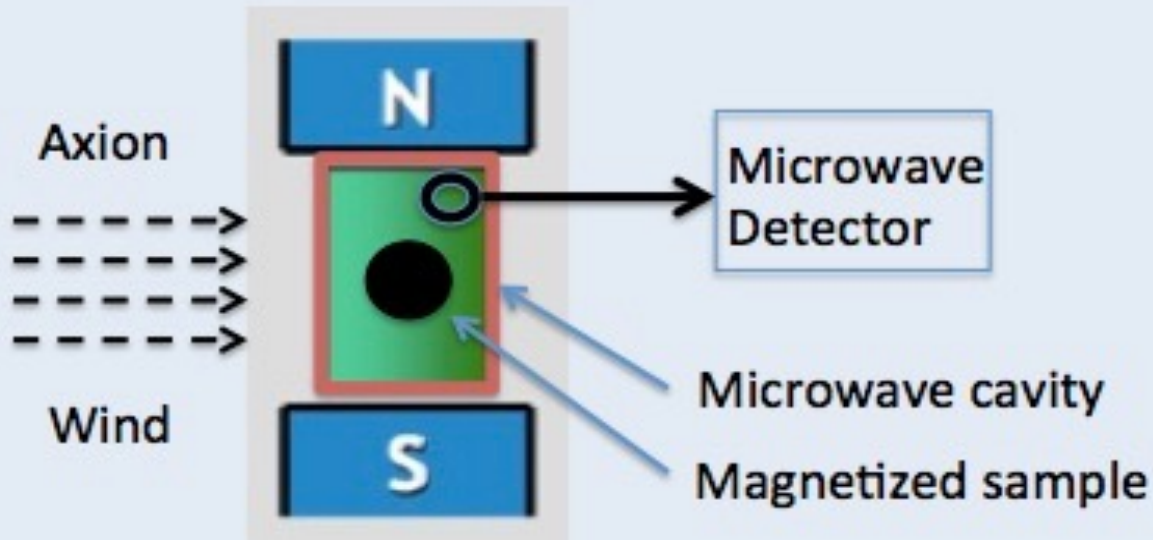 N
Axion
Microwave
Detector
Microwave cavity
Wind
Magnetized sample
S